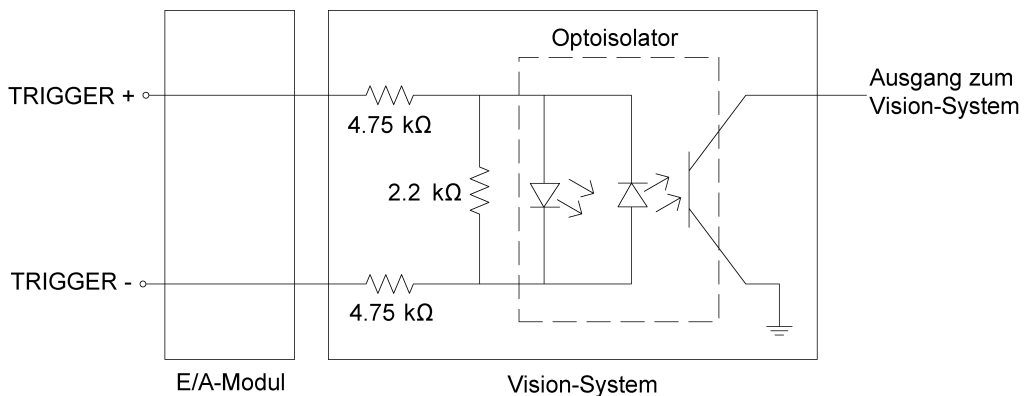 Optoisolator
TRIGGER +
4.75 kΩ
Ausgang zum
Vision-System
2.2 kΩ
TRIGGER -
4.75 kΩ
E/A-Modul
Vision-System